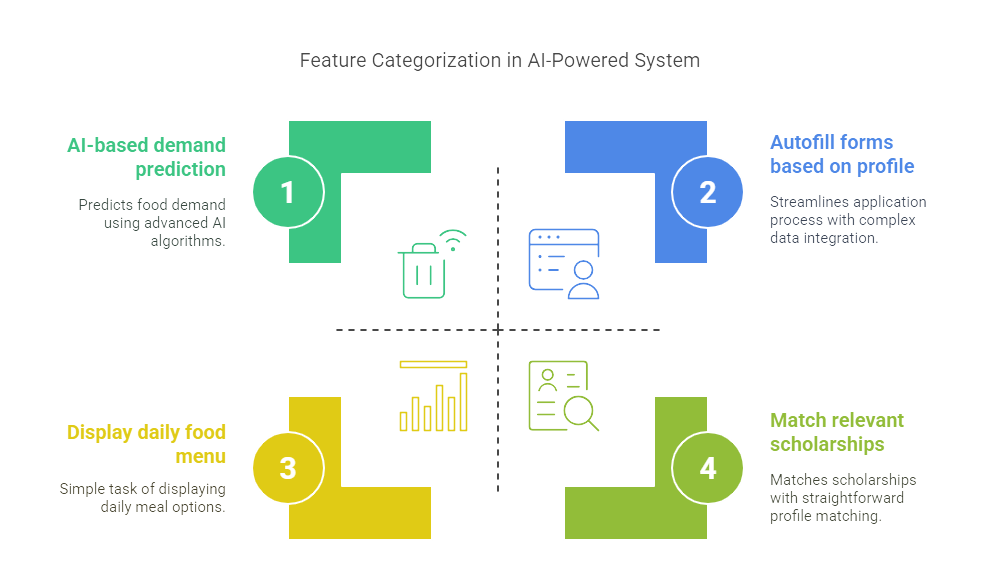 Feature Categorization in AI-Powered System
AI-based demand
prediction
Predicts food demand
using advanced AI
algorithms.
1
2
Autofill forms
based on profile
Streamlines application
process with complex
data integration.
Display daily food
menu
Simple task of displaying
daily meal options.
3
4
Match relevant
scholarships
Matches scholarships
with straightforward
profile matching.